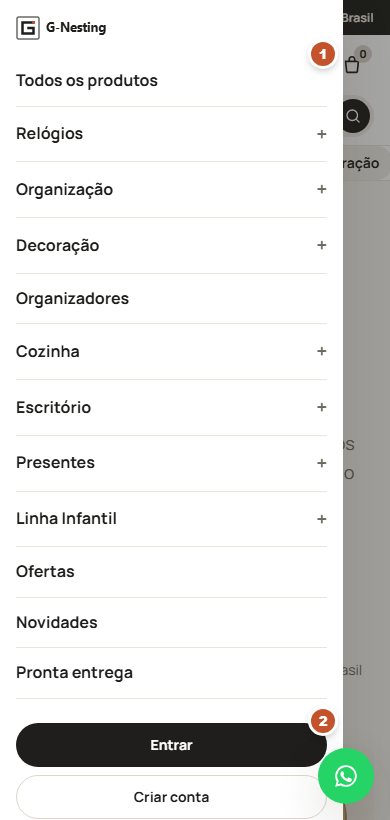 G-Nesting
Brasil
1
0
Todos os produtos
Relógios +
ração
Organização +
Decoração +
Organizadores
Cozinha +
Escritório +
os
Presentes +
o
Linha Infantil +
Ofertas
Novidades
Pronta entrega
asil
2
Entrar
Criar conta